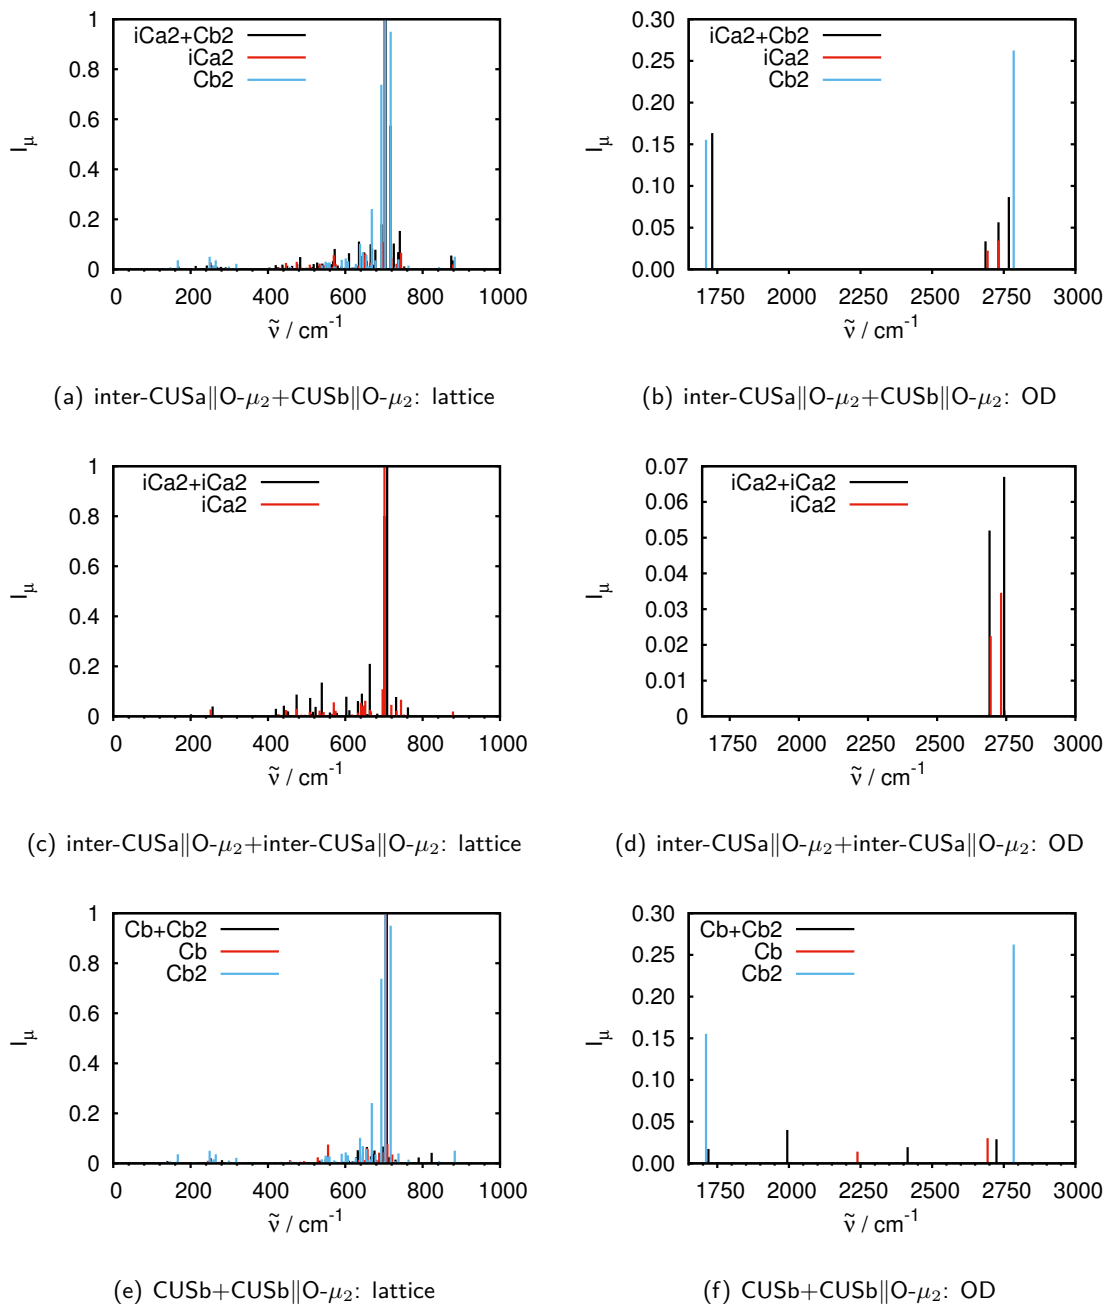 iCa2+Cb2
iCa2
Cb2
1
0.8
0.6
0.4
0.2
0
0 200 400 600 800 1000
I_μ
ν̃ / cm⁻¹
(a) inter-CUSa∥O-μ₂+CUSb∥O-μ₂: lattice
iCa2+Cb2
iCa2
Cb2
0.30
0.25
0.20
0.15
0.10
0.05
0.00
1750 2000 2250 2500 2750 3000
I_μ
ν̃ / cm⁻¹
(b) inter-CUSa∥O-μ₂+CUSb∥O-μ₂: OD
iCa2+iCa2
iCa2
1
0.8
0.6
0.4
0.2
0
0 200 400 600 800 1000
I_μ
ν̃ / cm⁻¹
(c) inter-CUSa∥O-μ₂+inter-CUSa∥O-μ₂: lattice
iCa2+iCa2
iCa2
0.07
0.06
0.05
0.04
0.03
0.02
0.01
0
1750 2000 2250 2500 2750 3000
I_μ
ν̃ / cm⁻¹
(d) inter-CUSa∥O-μ₂+inter-CUSa∥O-μ₂: OD
Cb+Cb2
Cb
Cb2
1
0.8
0.6
0.4
0.2
0
0 200 400 600 800 1000
I_μ
ν̃ / cm⁻¹
(e) CUSb+CUSb∥O-μ₂: lattice
Cb+Cb2
Cb
Cb2
0.30
0.25
0.20
0.15
0.10
0.05
0.00
1750 2000 2250 2500 2750 3000
I_μ
ν̃ / cm⁻¹
(f) CUSb+CUSb∥O-μ₂: OD